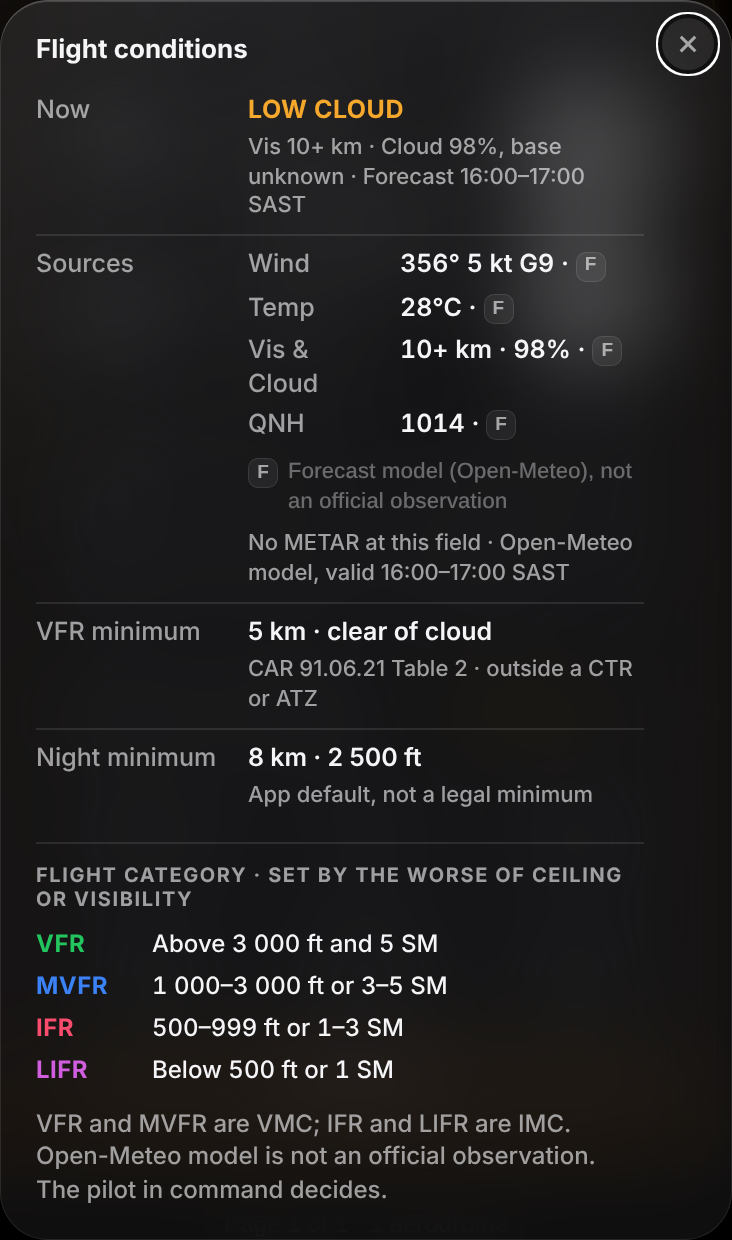 Flight conditions
Now
LOW CLOUD
Vis 10+ km · Cloud 98%, base
unknown · Forecast 16:00–17:00
SAST
Sources
Wind 356° 5 kt G9 · F
Temp 28°C · F
Vis & 10+ km · 98% · F
Cloud
QNH 1014 · F
F Forecast model (Open-Meteo), not
an official observation
No METAR at this field · Open-Meteo
model, valid 16:00–17:00 SAST
VFR minimum 5 km · clear of cloud
CAR 91.06.21 Table 2 · outside a CTR
or ATZ
Night minimum 8 km · 2 500 ft
App default, not a legal minimum
FLIGHT CATEGORY · SET BY THE WORSE OF CEILING
OR VISIBILITY
VFR Above 3 000 ft and 5 SM
MVFR 1 000–3 000 ft or 3–5 SM
IFR 500–999 ft or 1–3 SM
LIFR Below 500 ft or 1 SM
VFR and MVFR are VMC; IFR and LIFR are IMC.
Open-Meteo model is not an official observation.
The pilot in command decides.